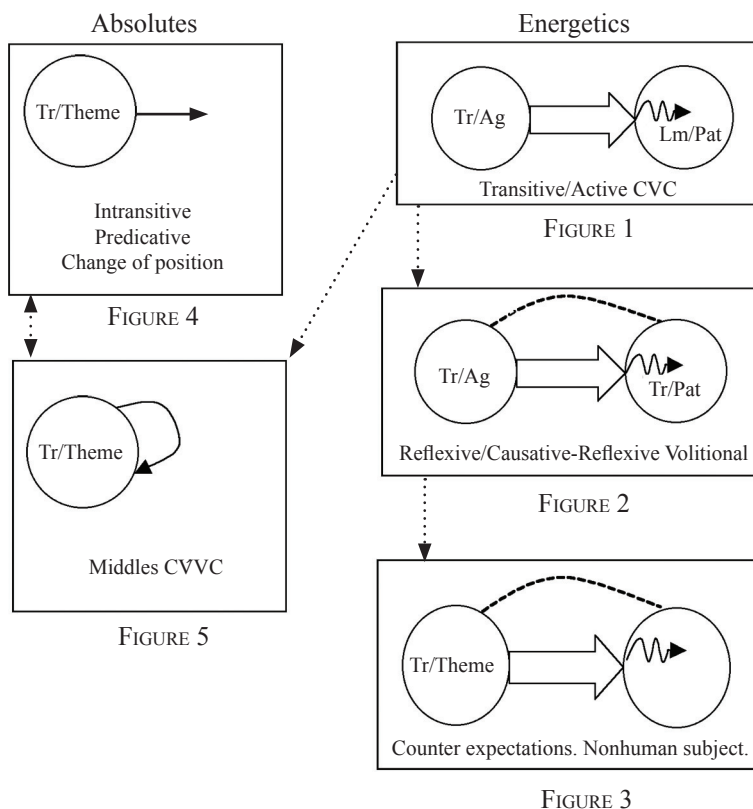 Absolutes
Tr/Theme
Intransitive
Predicative
Change of position
FIGURE 4
Tr/Theme
Middles CV́VC
FIGURE 5
Energetics
Tr/Ag
Lm/Pat
Transitive/Active CVC
FIGURE 1
Tr/Ag
Tr/Pat
Reflexive/Causative-Reflexive Volitional
FIGURE 2
Tr/Theme
Counter expectations. Nonhuman subject.
FIGURE 3